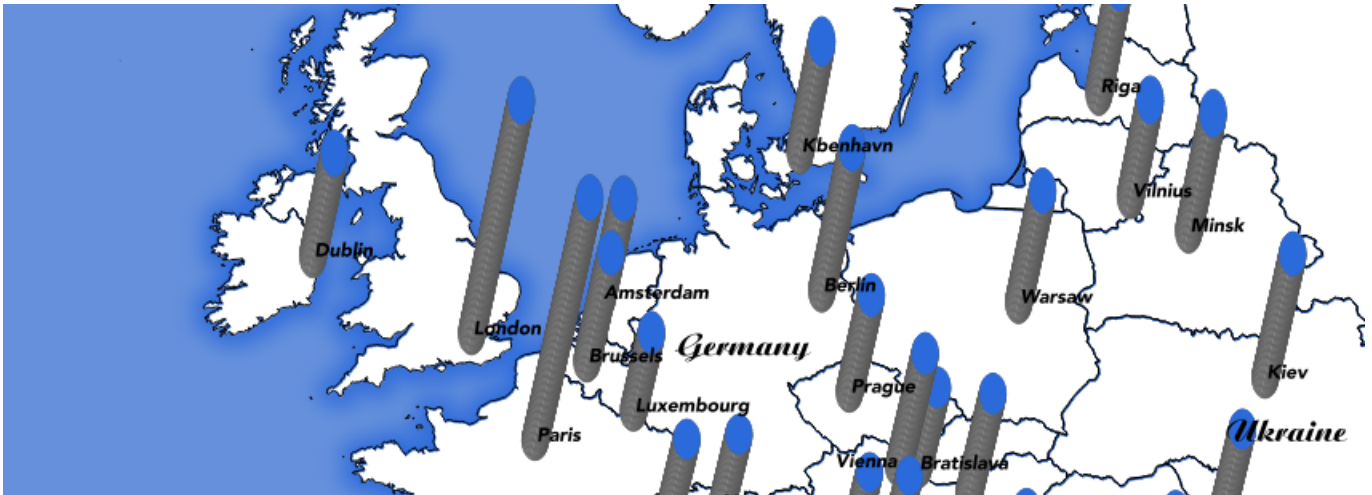 Riga
Kbenhavn
Vilnius
Minsk
Dublin
Berlin
Amsterdam
Warsaw
London
Germany
Brussels
Kiev
Prague
Luxembourg
Paris
Ukraine
Vienna
Bratislava